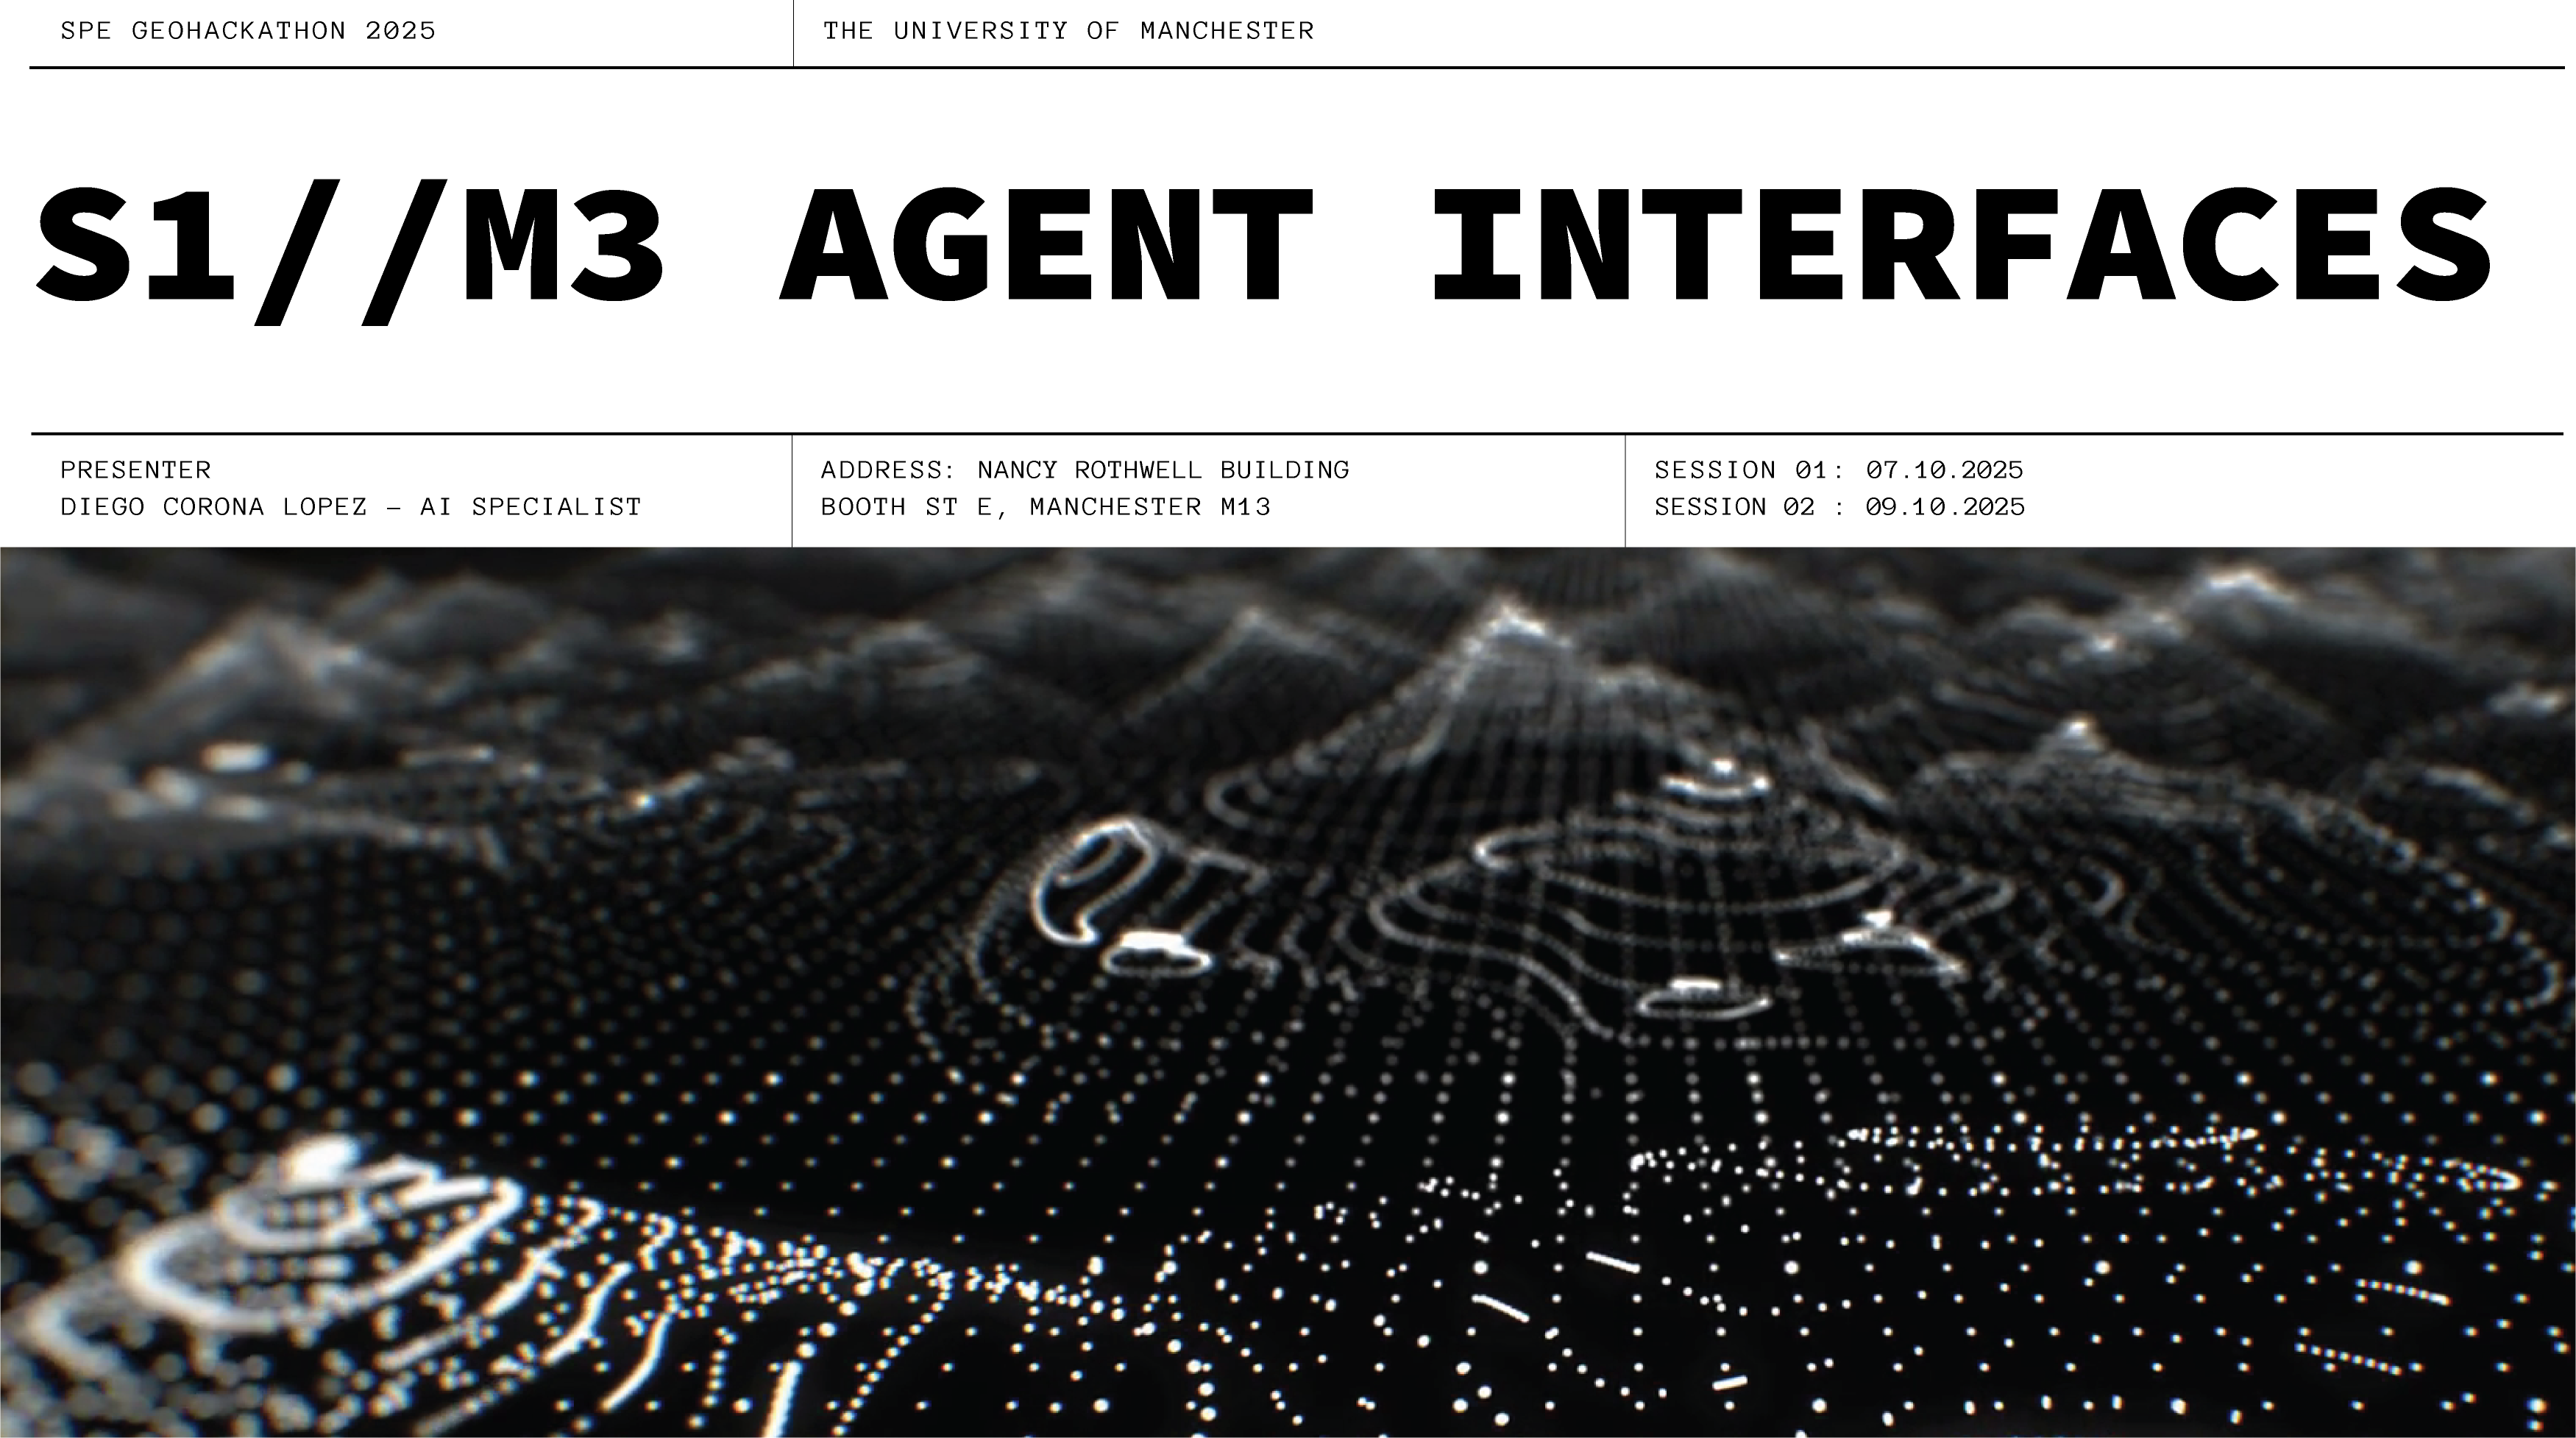 SPE GEOHACKATHON 2025
THE UNIVERSITY OF MANCHESTER
S1//M3 AGENT INTERFACES
PRESENTER
DIEGO CORONA LOPEZ – AI SPECIALIST
ADDRESS: NANCY ROTHWELL BUILDING
BOOTH ST E, MANCHESTER M13
SESSION 01: 07.10.2025
SESSION 02 : 09.10.2025